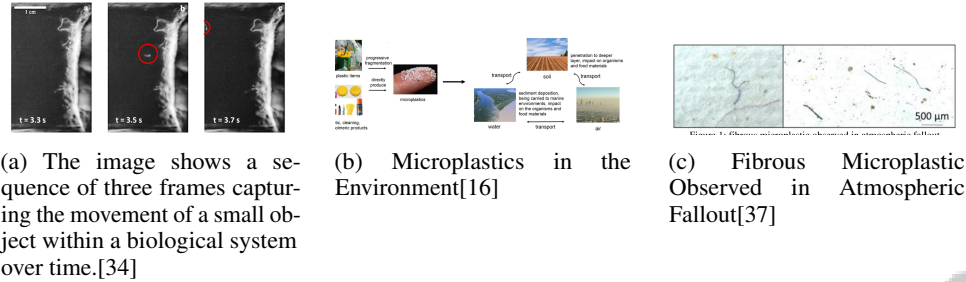 1 cm
a
b
c
t = 3.3 s
t = 3.5 s
t = 3.7 s
(a) The image shows a se-
quence of three frames captur-
ing the movement of a small ob-
ject within a biological system
over time.[34]
plastic items
progressive
fragmentation
directly
produce
microplastics
cleaning,
products
soil
penetration to deeper
layer, impact on organisms
and food materials
transport
transport
sediment deposition,
being carried to marine
environments, impact
on the organisms and
food materials
water
transport
air
(b) Microplastics in the
Environment[16]
500 µm
Figure 1: fibrous microplastic observed in atmospheric fallout
(c) Fibrous Microplastic
Observed in Atmospheric
Fallout[37]